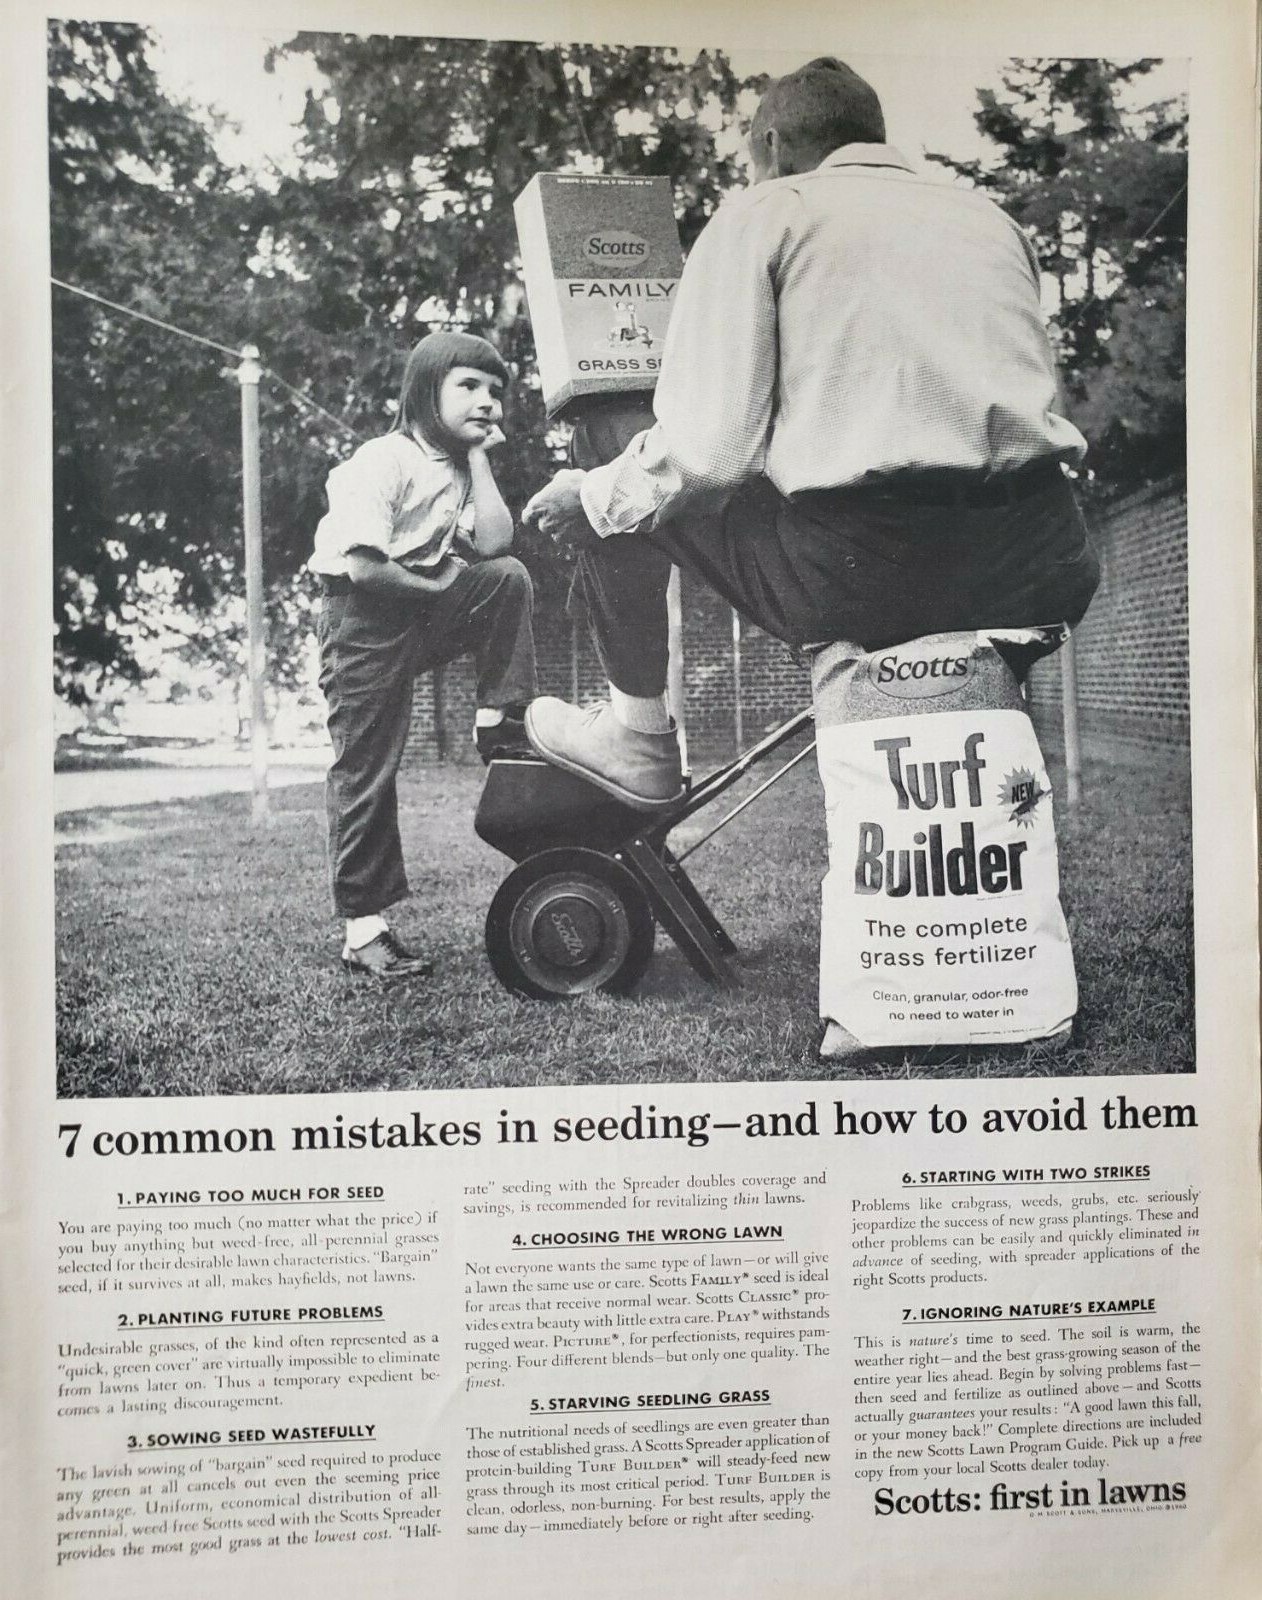 Scotts
FAMILY
GRASS S
Scotts
Turf
NEW
Builder
The complete
grass fertilizer
Clean, granular, odor-free
no need to water in
Scotts
7 common mistakes in seeding—and how to avoid them
1. PAYING TOO MUCH FOR SEED
You are paying too much (no matter what the price) if
you buy anything but weed-free, all-perennial grasses
selected for their desirable lawn characteristics. "Bargain"
seed, if it survives at all, makes hayfields, not lawns.
2. PLANTING FUTURE PROBLEMS
Undesirable grasses, of the kind often represented as a
"quick, green cover" are virtually impossible to eliminate
from lawns later on. Thus a temporary expedient be-
comes a lasting discouragement.
3. SOWING SEED WASTEFULLY
The lavish sowing of "bargain" seed required to produce
any green at all cancels out even the seeming price
advantage. Uniform, economical distribution of all-
perennial, weed-free Scotts seed with the Scotts Spreader
provides the most good grass at the lowest cost. "Half-
rate" seeding with the Spreader doubles coverage and
savings, is recommended for revitalizing thin lawns.
4. CHOOSING THE WRONG LAWN
Not everyone wants the same type of lawn—or will give
a lawn the same use or care. Scotts FAMILY® seed is ideal
for areas that receive normal wear. Scotts CLASSIC® pro-
vides extra beauty with little extra care. PLAY® withstands
rugged wear. PICTURE®, for perfectionists, requires pam-
pering. Four different blends—but only one quality. The
finest.
5. STARVING SEEDLING GRASS
The nutritional needs of seedlings are even greater than
those of established grass. A Scotts Spreader application of
protein-building TURF BUILDER® will steady-feed new
grass through its most critical period. TURF BUILDER is
clean, odorless, non-burning. For best results, apply the
same day—immediately before or right after seeding.
6. STARTING WITH TWO STRIKES
Problems like crabgrass, weeds, grubs, etc. seriously
jeopardize the success of new grass plantings. These and
other problems can be easily and quickly eliminated in
advance of seeding, with spreader applications of the
right Scotts products.
7. IGNORING NATURE'S EXAMPLE
This is nature's time to seed. The soil is warm, the
weather right—and the best grass-growing season of the
entire year lies ahead. Begin by solving problems fast—
then seed and fertilize as outlined above—and Scotts
actually guarantees your results: "A good lawn this fall,
or your money back!" Complete directions are included
in the new Scotts Lawn Program Guide. Pick up a free
copy from your local Scotts dealer today.
Scotts: first in lawns
O M SCOTT & SONS, MARYSVILLE, OHIO © 1960